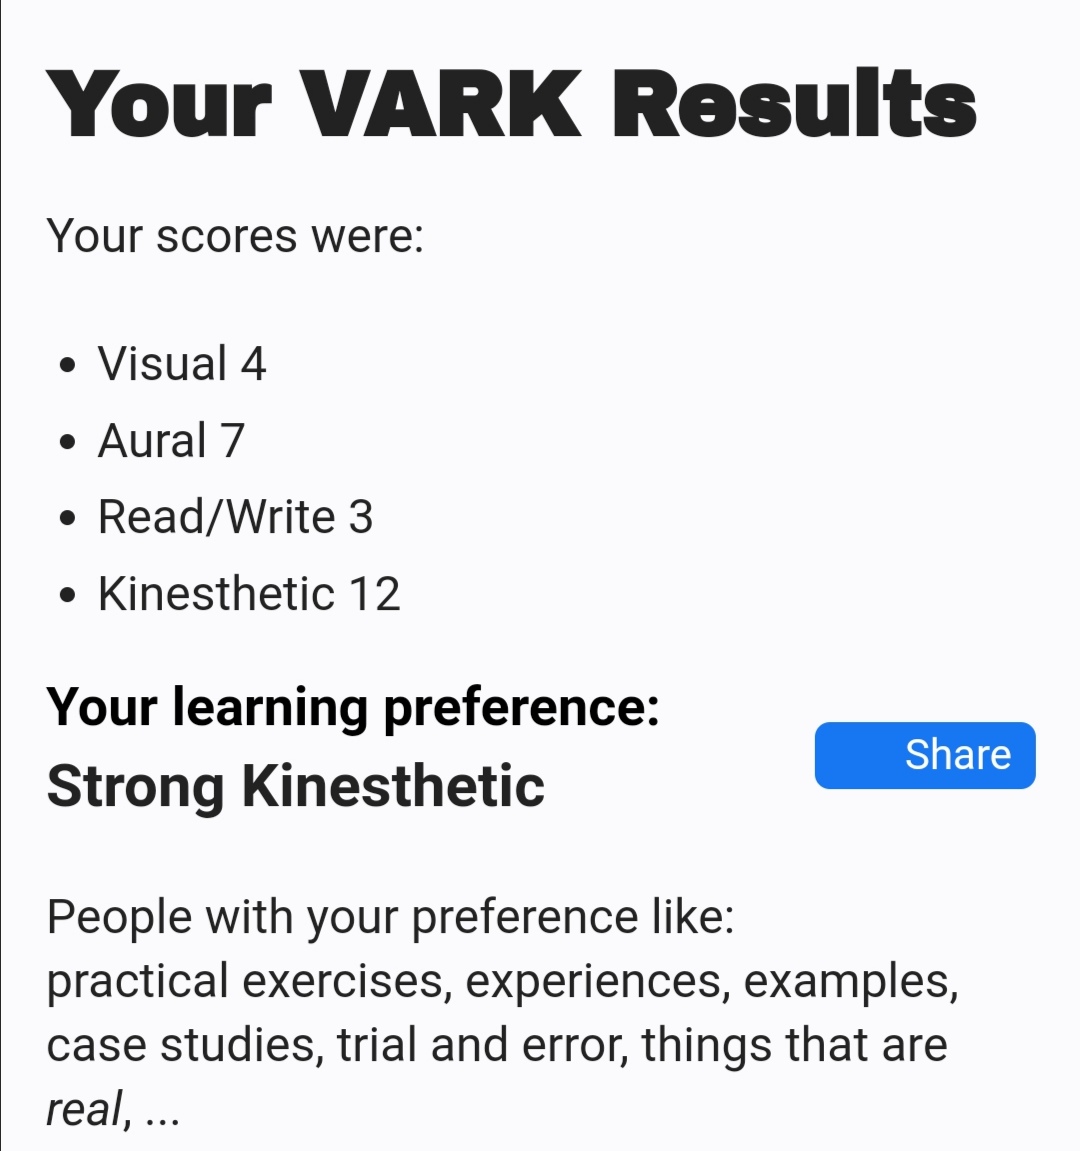 Your VARK Results
Your scores were:
• Visual 4
• Aural 7
• Read/Write 3
• Kinesthetic 12
Your learning preference:
Strong Kinesthetic
Share
People with your preference like:
practical exercises, experiences, examples,
case studies, trial and error, things that are
real, ...